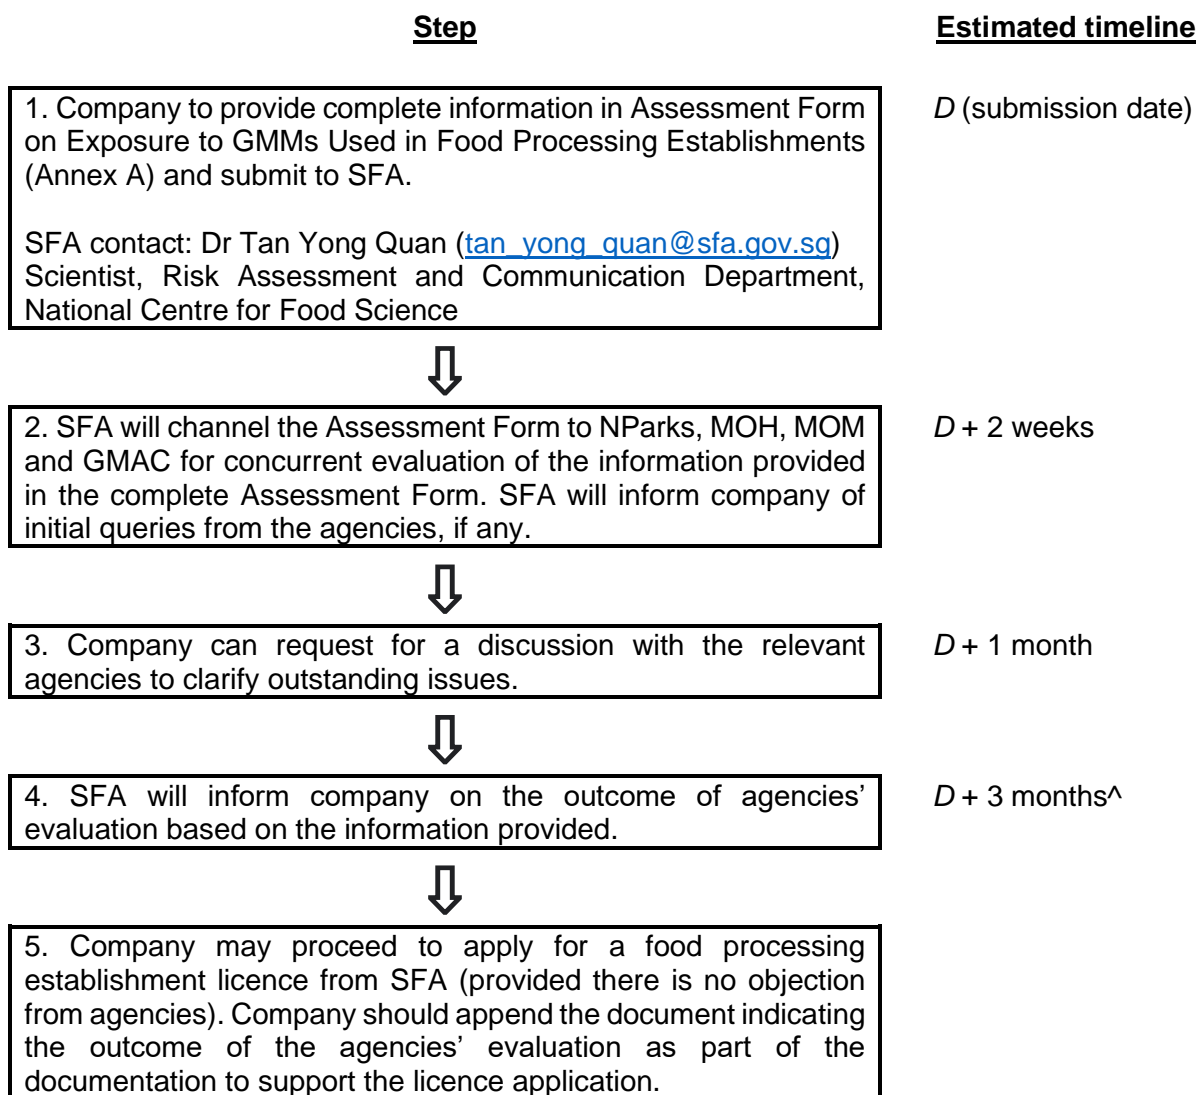 Step Estimated timeline
1. Company to provide complete information in Assessment Form D (submission date)
on Exposure to GMMs Used in Food Processing Establishments
(Annex A) and submit to SFA.
SFA contact: Dr Tan Yong Quan (tan_yong_quan@sfa.gov.sg)
Scientist, Risk Assessment and Communication Department,
National Centre for Food Science
2. SFA will channel the Assessment Form to NParks, MOH, MOM D + 2 weeks
and GMAC for concurrent evaluation of the information provided
in the complete Assessment Form. SFA will inform company of
initial queries from the agencies, if any.
3. Company can request for a discussion with the relevant D + 1 month
agencies to clarify outstanding issues.
4. SFA will inform company on the outcome of agencies’ D + 3 months^
evaluation based on the information provided.
5. Company may proceed to apply for a food processing
establishment licence from SFA (provided there is no objection
from agencies). Company should append the document indicating
the outcome of the agencies’ evaluation as part of the
documentation to support the licence application.